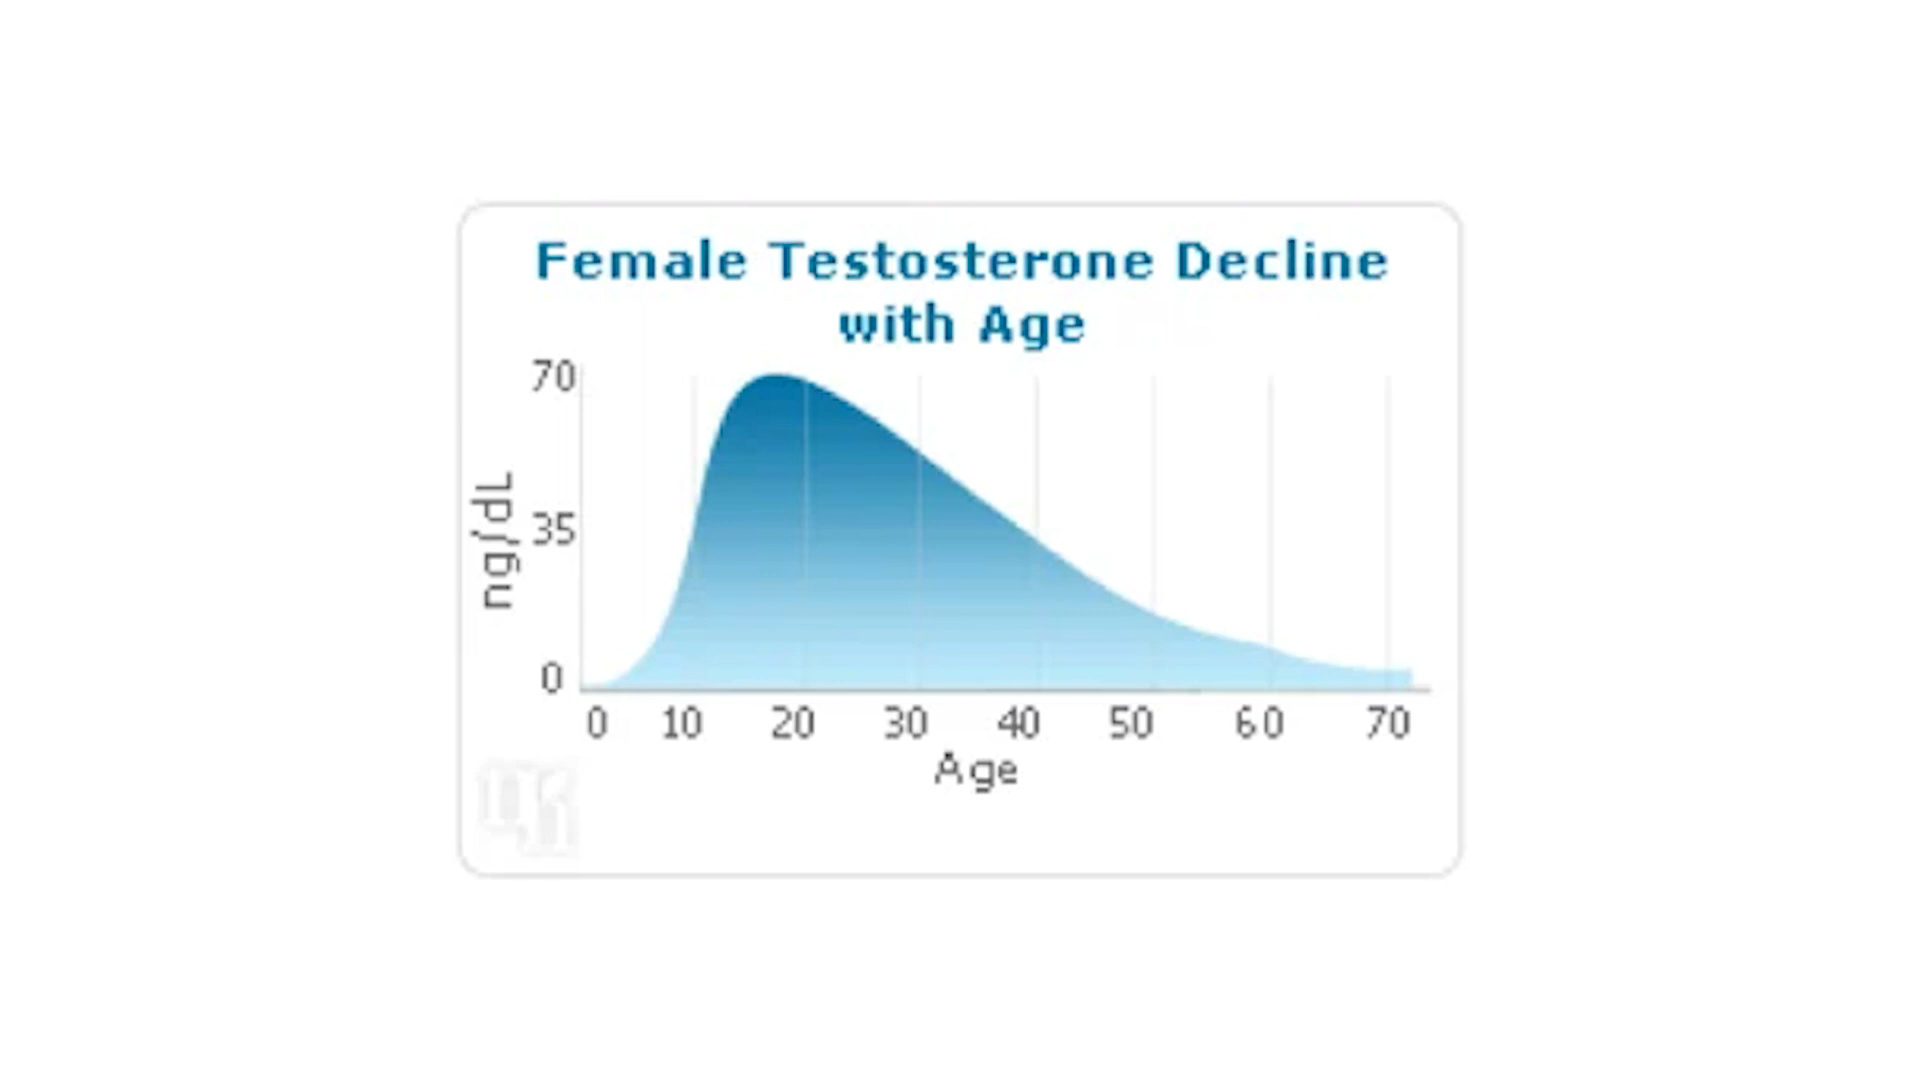 Female Testosterone Decline
with Age
70
35
0
ng/dL
0 10 20 30 40 50 60 70
Age